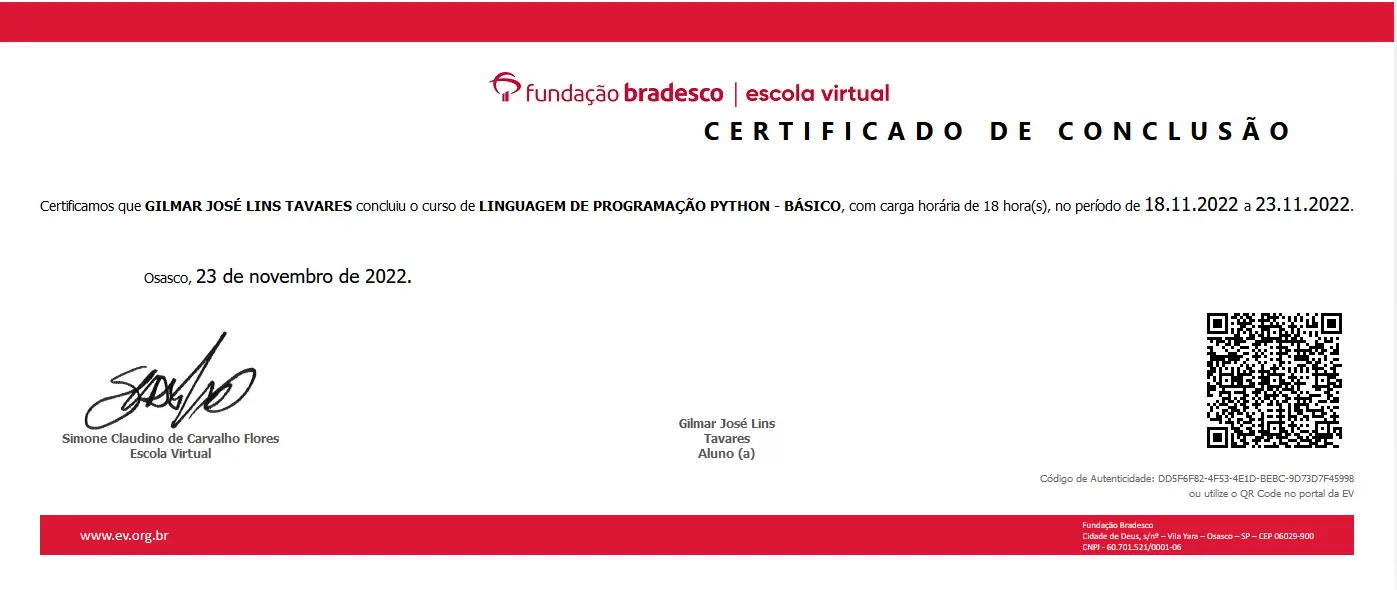 fundação bradesco | escola virtual
CERTIFICADO DE CONCLUSÃO
Certificamos que GILMAR JOSÉ LINS TAVARES concluiu o curso de LINGUAGEM DE PROGRAMAÇÃO PYTHON - BÁSICO, com carga horária de 18 hora(s), no período de 18.11.2022 a 23.11.2022.
Osasco, 23 de novembro de 2022.
Simone Claudino de Carvalho Flores
Escola Virtual
Gilmar José Lins
Tavares
Aluno (a)
Código de Autenticidade: DD5F6F82-4F53-4E1D-BEBC-9D73D7F45998
ou utilize o QR Code no portal da EV
www.ev.org.br
Fundação Bradesco
Cidade de Deus, s/nº – Vila Yara – Osasco – SP – CEP 06029-900
CNPJ - 60.701.521/0001-06